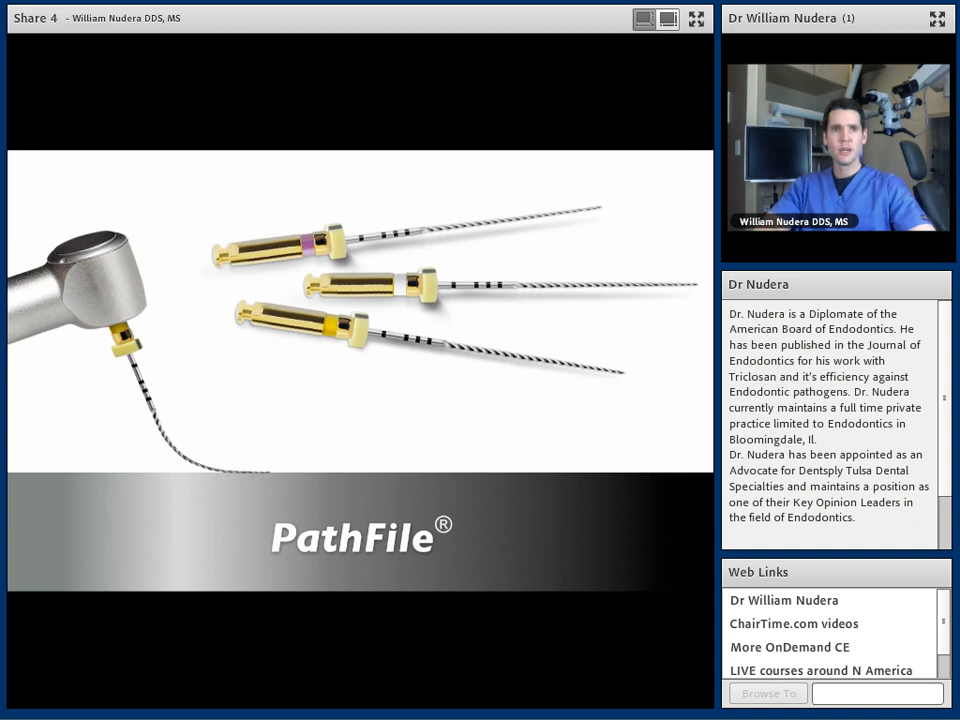 Share 4 - William Nudera DDS, MS
PathFile®
Dr William Nudera (1)
William Nudera DDS, MS
Dr Nudera
Dr. Nudera is a Diplomate of the
American Board of Endodontics. He
has been published in the Journal of
Endodontics for his work with
Triclosan and it's efficiency against
Endodontic pathogens. Dr. Nudera
currently maintains a full time private
practice limited to Endodontics in
Bloomingdale, Il.
Dr. Nudera has been appointed as an
Advocate for Dentsply Tulsa Dental
Specialties and maintains a position as
one of their Key Opinion Leaders in
the field of Endodontics.
Web Links
Dr William Nudera
ChairTime.com videos
More OnDemand CE
LIVE courses around N America
Browse To